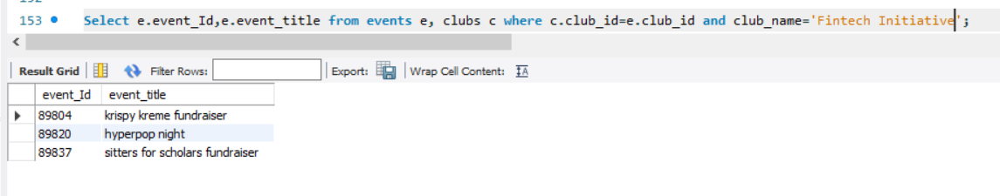 153 Select e.event_Id,e.event_title from events e, clubs c where c.club_id=e.club_id and club_name='Fintech Initiative';
Result Grid Filter Rows: Export: Wrap Cell Content:
event_Id event_title
89804 krispy kreme fundraiser
89820 hyperpop night
89837 sitters for scholars fundraiser